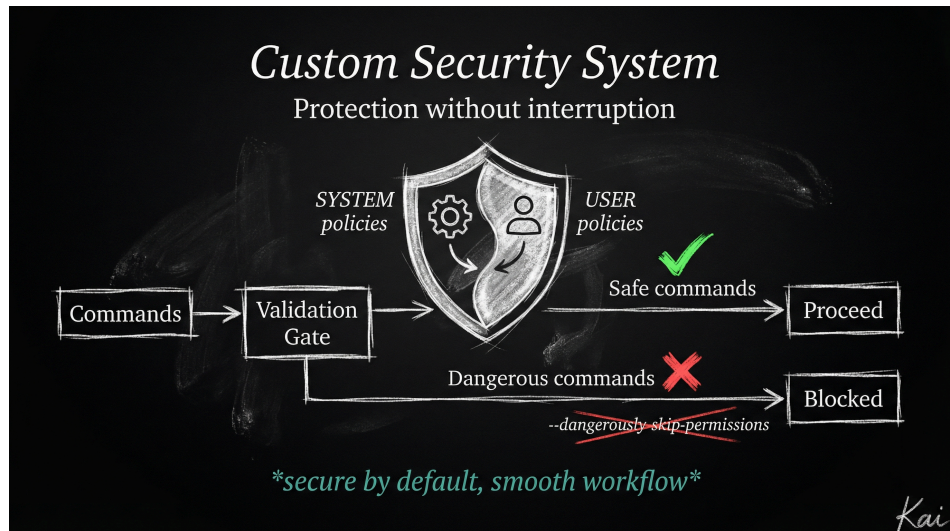 Custom Security System
Protection without interruption
SYSTEM
policies
USER
policies
Commands
Validation
Gate
Safe commands
Proceed
Dangerous commands
Blocked
--dangerously-skip-permissions
*secure by default, smooth workflow*
Kai